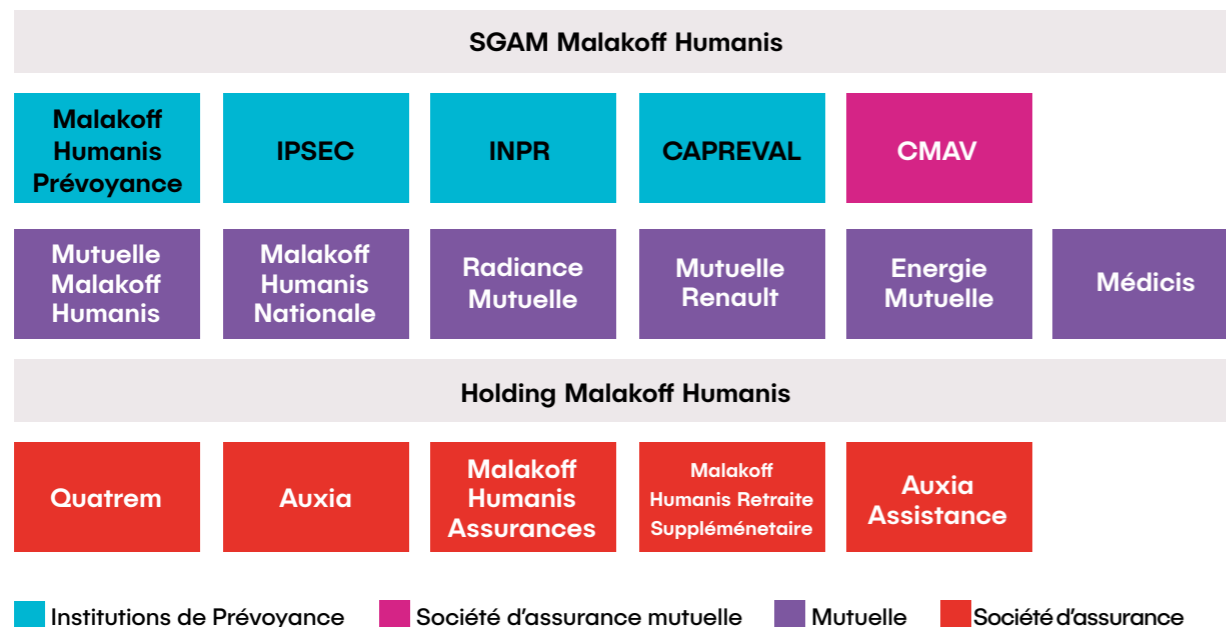 SGAM Malakoff Humanis
Malakoff
Humanis
Prévoyance
IPSEC
INPR
CAPREVAL
CMAV
Mutuelle
Malakoff
Humanis
Malakoff
Humanis
Nationale
Radiance
Mutuelle
Mutuelle
Renault
Energie
Mutuelle
Médicis
Holding Malakoff Humanis
Quatrem
Auxia
Malakoff
Humanis
Assurances
Malakoff
Humanis Retraite
Suppléménetaire
Auxia
Assistance
Institutions de Prévoyance
Société d'assurance mutuelle
Mutuelle
Société d'assurance